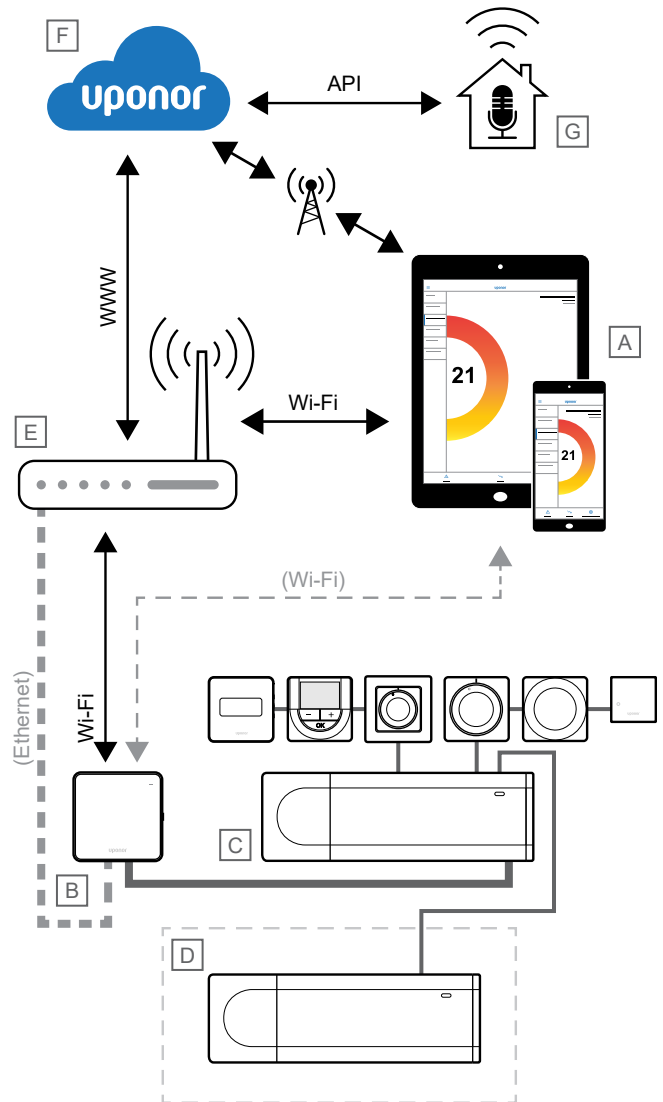 F
uponor
API
G
WWW
uponor
21
A
uponor
21
E
Wi-Fi
(Wi-Fi)
(Ethernet)
Wi-Fi
OK
uponor
B
C
D